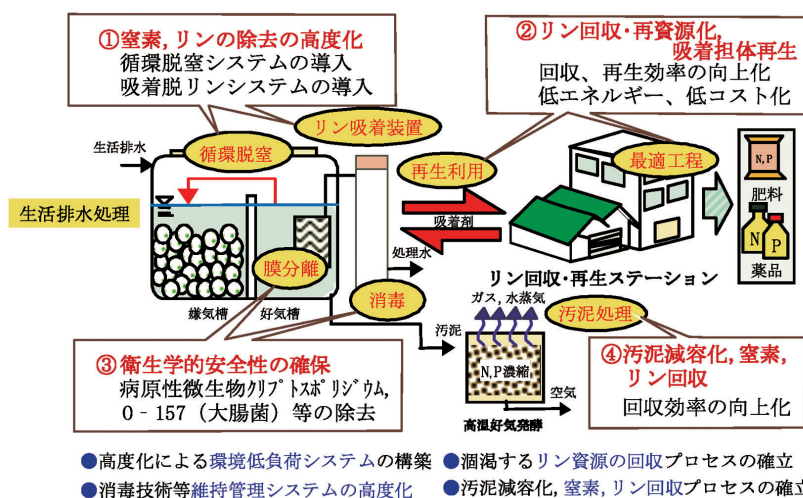 ①窒素,リンの除去の高度化
循環脱窒システムの導入
吸着脱リンシステムの導入
②リン回収・再資源化,
吸着担体再生
回収、再生効率の向上化
低エネルギー、低コスト化
リン吸着装置
生活排水
循環脱窒
再生利用
最適工程
N,P
肥料
生活排水処理
吸着剤
N
P
薬品
膜分離
処理水
リン回収・再生ステーション
消毒
ガス,水蒸気
汚泥処理
嫌気槽
好気槽
汚泥
③衛生学的安全性の確保
病原性微生物クリプトスポリジウム,
O-157(大腸菌)等の除去
N,P濃縮
空気
高温好気発酵
④汚泥減容化,窒素,
リン回収
回収効率の向上化
●高度化による環境低負荷システムの構築
●涸渇するリン資源の回収プロセスの確立
●消毒技術等維持管理システムの高度化
●汚泥減容化,窒素,リン回収プロセスの確立